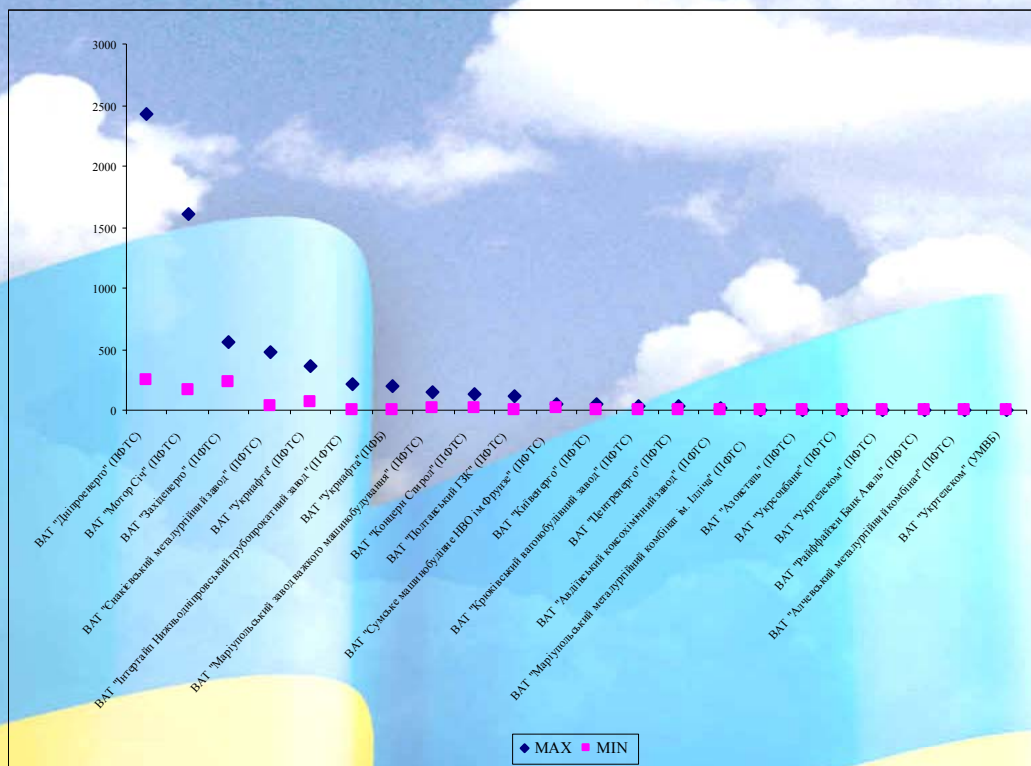 3000
2500
2000
1500
1000
500
0
ВАТ "Дніпроенерго" (ПФТС)
ВАТ "Мотор Січ" (ПФТС)
ВАТ "Західенерго" (ПФТС)
ВАТ "Єнакієвський металургійний завод" (ПФТС)
ВАТ "Укрнафта" (ПФТС)
ВАТ "Інтерпайп Нижньодніпровський трубопрокатний завод" (ПФТС)
ВАТ "Укрнафта" (ПФБ)
ВАТ "Маріупольський завод важкого машинобудування" (ПФТС)
ВАТ "Концерн Стирол" (ПФТС)
ВАТ "Полтавський ГЗК" (ПФТС)
ВАТ "Сумське машинобудівне НВО ім Фрунзе" (ПФТС)
ВАТ "Київенерго" (ПФТС)
ВАТ "Крюківский вагонобудівний завод" (ПФТС)
ВАТ "Центренерго" (ПФТС)
ВАТ "Авдіївський коксохімічний завод" (ПФТС)
ВАТ "Маріупольський металургійний комбінат ім. Ілліча" (ПФТС)
ВАТ "Азовсталь" (ПФТС)
ВАТ "Укрсоцбанк" (ПФТС)
ВАТ "Укртелеком" (ПФТС)
ВАТ "Райффайзен Банк Аваль" (ПФТС)
ВАТ "Алчевський металургійний комбінат" (ПФТС)
ВАТ "Укртелеком" (УМВБ)
MAX MIN